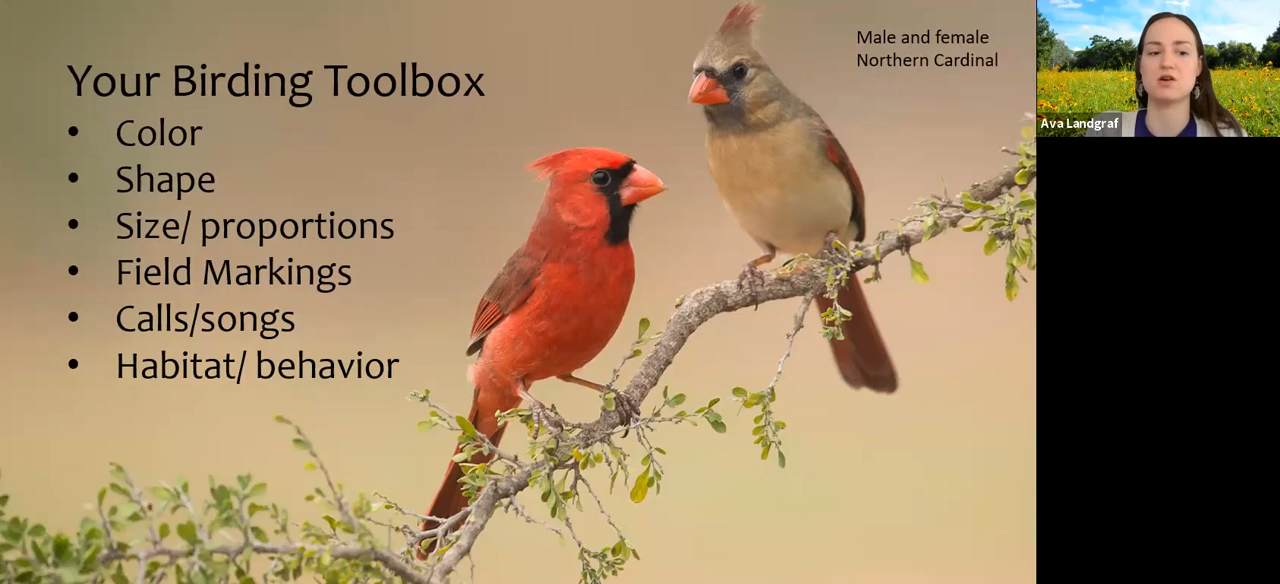 Your Birding Toolbox
• Color
• Shape
• Size/ proportions
• Field Markings
• Calls/songs
• Habitat/ behavior
Male and female
Northern Cardinal
Ava Landgraf